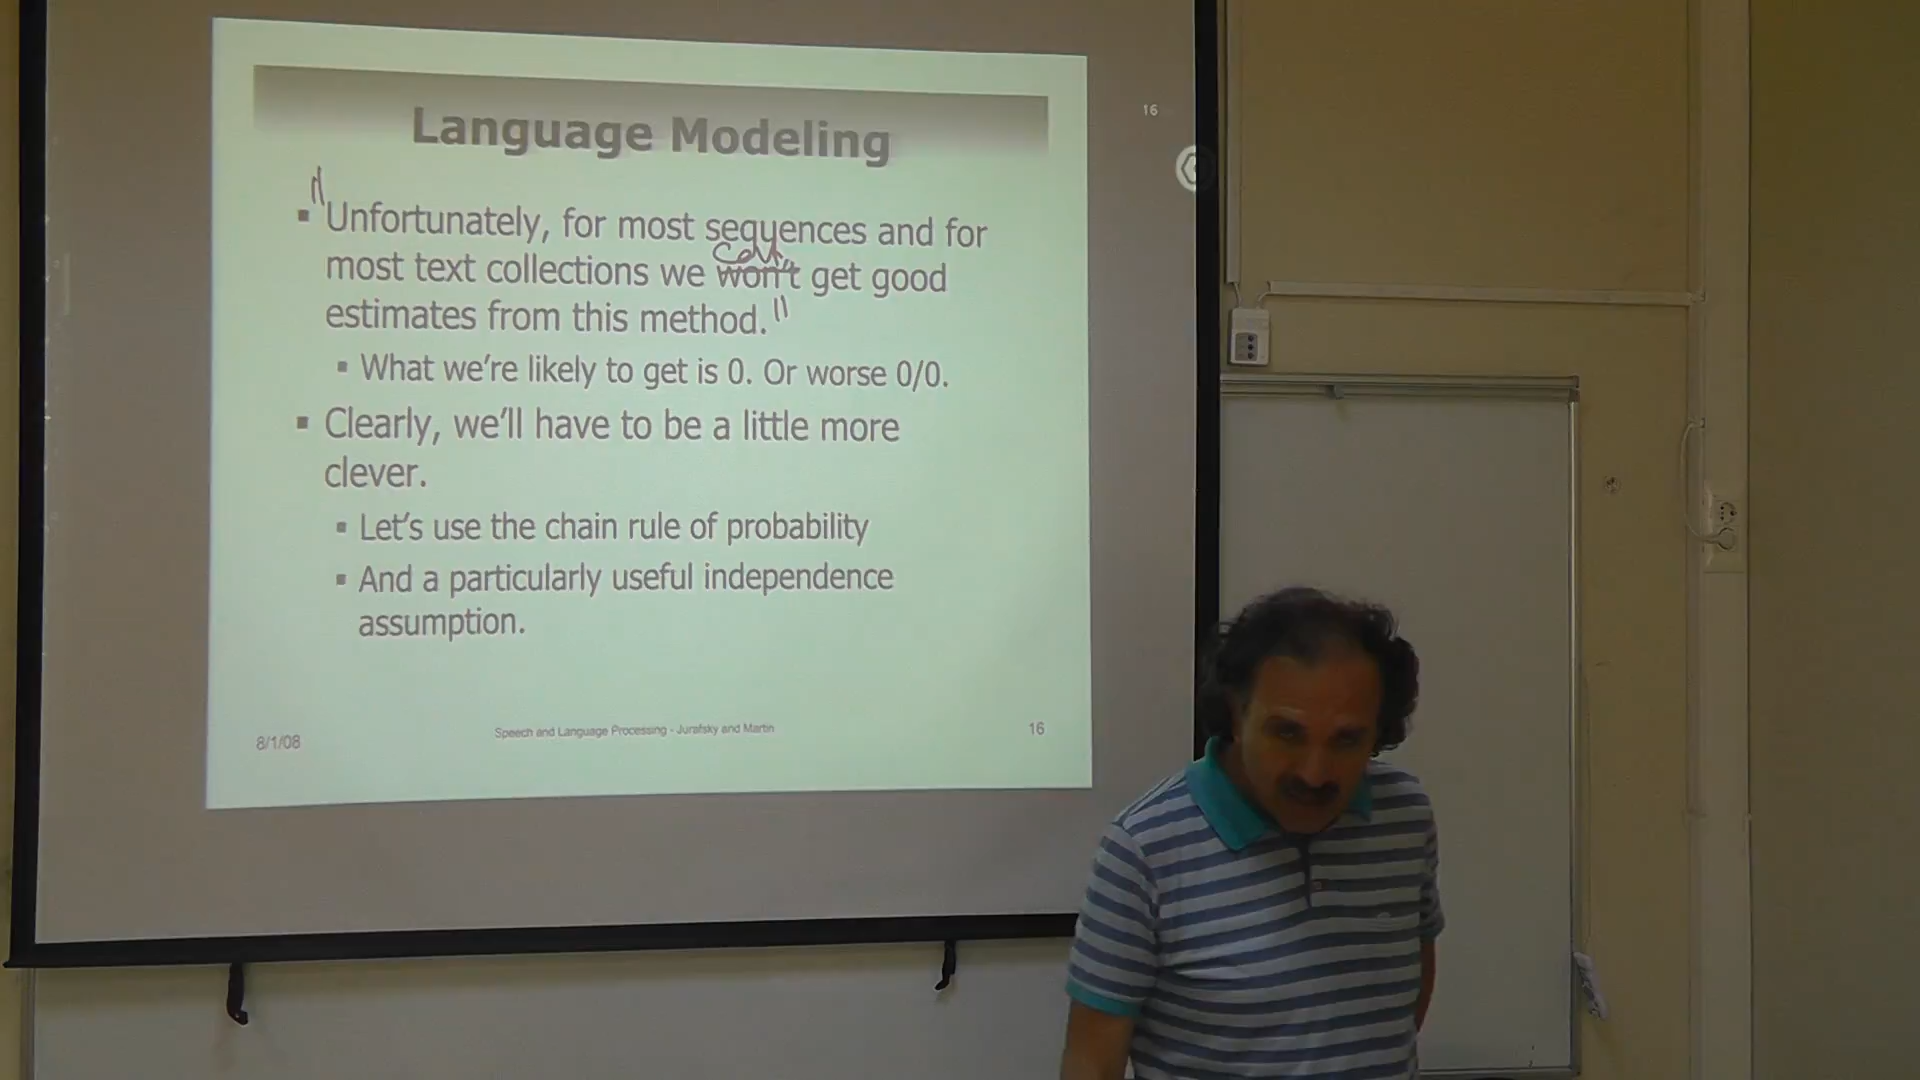 16
Language Modeling
"
▪ Unfortunately, for most sequences and for
can't
most text collections we won't get good
estimates from this method. "
▪ What we're likely to get is 0. Or worse 0/0.
▪ Clearly, we'll have to be a little more
clever.
▪ Let's use the chain rule of probability
▪ And a particularly useful independence
assumption.
8/1/08
Speech and Language Processing - Jurafsky and Martin
16